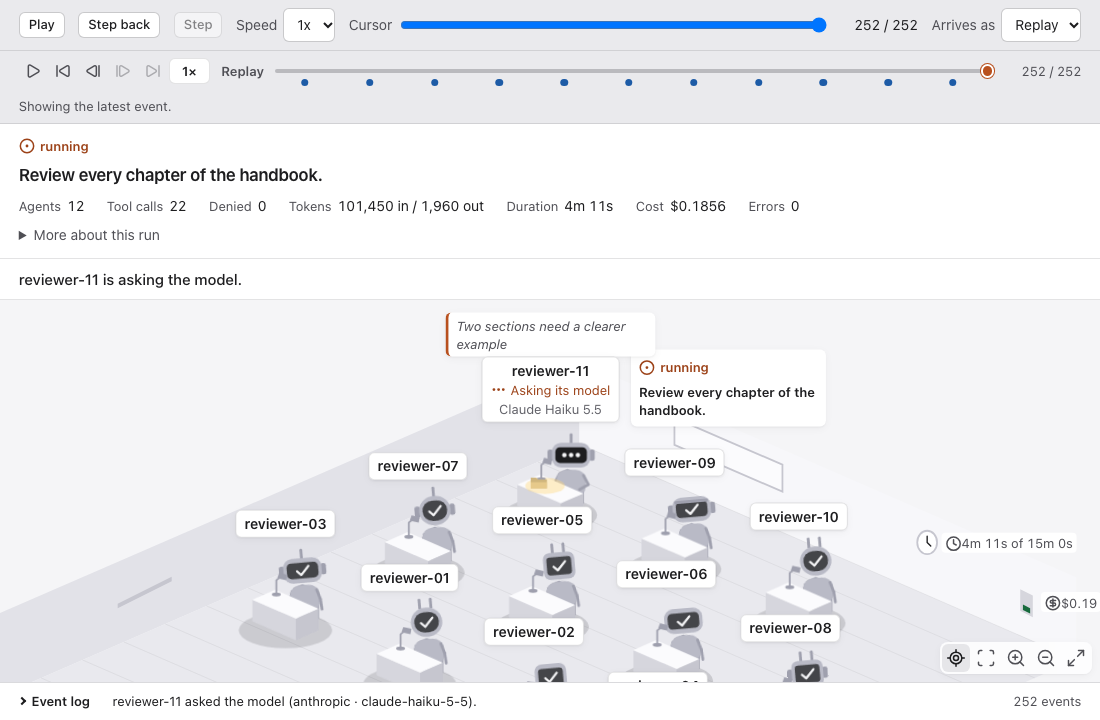 Play Step back Step Speed 1x Cursor 252 / 252 Arrives as Replay
1× Replay 252 / 252
Showing the latest event.
running
Review every chapter of the handbook.
Agents 12 Tool calls 22 Denied 0 Tokens 101,450 in / 1,960 out Duration 4m 11s Cost $0.1856 Errors 0
More about this run
reviewer-11 is asking the model.
Two sections need a clearer
example
reviewer-11
Asking its model
Claude Haiku 5.5
running
Review every chapter of the
handbook.
reviewer-07
reviewer-09
reviewer-03
reviewer-05
reviewer-10
4m 11s of 15m 0s
reviewer-01
reviewer-06
$0.19
reviewer-02
reviewer-08
Event log reviewer-11 asked the model (anthropic · claude-haiku-5-5). 252 events